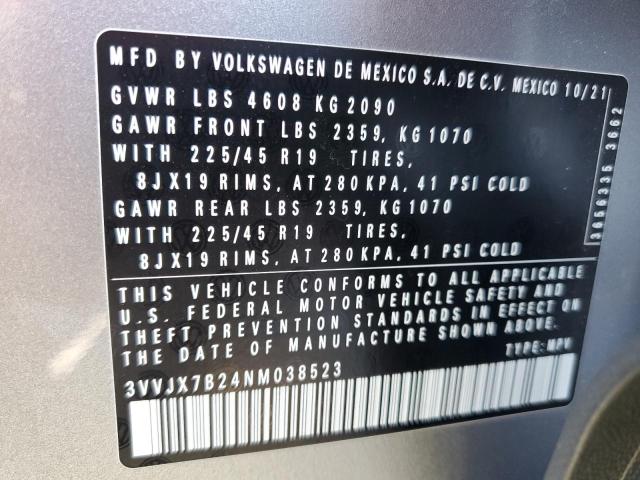 MFD BY VOLKSWAGEN DE MEXICO S.A. DE C.V. MEXICO 10/21
GVWR LBS 4608 KG 2090
GAWR FRONT LBS 2359, KG 1070
WITH 225/45 R19 TIRES,
8JX19 RIMS, AT 280 KPA, 41 PSI COLD
GAWR REAR LBS 2359, KG 1070
WITH 225/45 R19 TIRES,
8JX19 RIMS, AT 280 KPA, 41 PSI COLD
THIS VEHICLE CONFORMS TO ALL APPLICABLE
U.S. FEDERAL MOTOR VEHICLE SAFETY AND
THEFT PREVENTION STANDARDS IN EFFECT ON
THE DATE OF MANUFACTURE SHOWN ABOVE.
TYPE: MPV
3VVJX7B24NM038523
3656335 3662